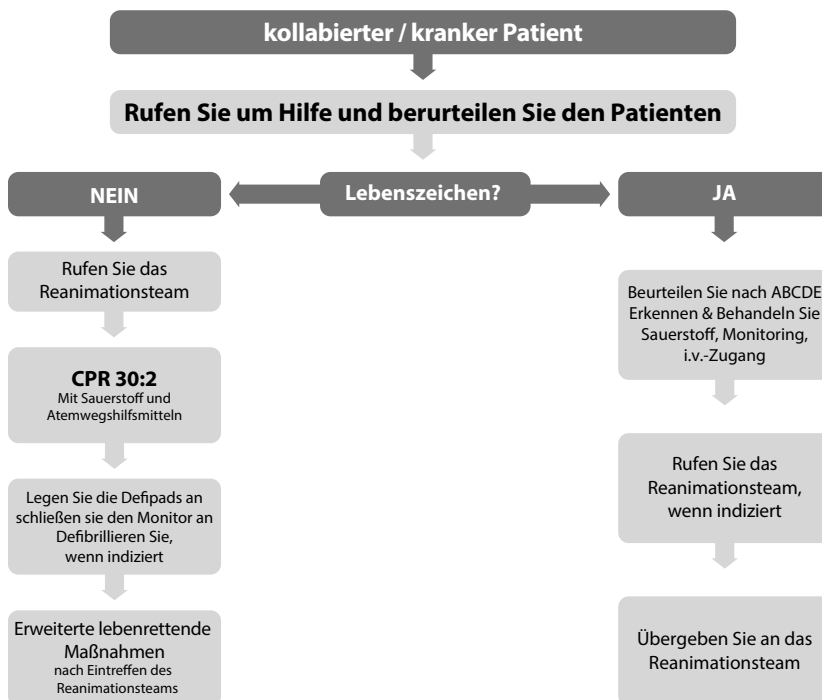 kollabierter / kranker Patient
Rufen Sie um Hilfe und berurteilen Sie den Patienten
Lebenszeichen?
NEIN
Rufen Sie das
Reanimationsteam
CPR 30:2
Mit Sauerstoff und
Atemwegshilfsmitteln
Legen Sie die Defipads an
schließen sie den Monitor an
Defibrillieren Sie,
wenn indiziert
Erweiterte lebenrettende
Maßnahmen
nach Eintreffen des
Reanimationsteams
JA
Beurteilen Sie nach ABCDE
Erkennen & Behandeln Sie
Sauerstoff, Monitoring,
i.v.-Zugang
Rufen Sie das
Reanimationsteam,
wenn indiziert
Übergeben Sie an das
Reanimationsteam